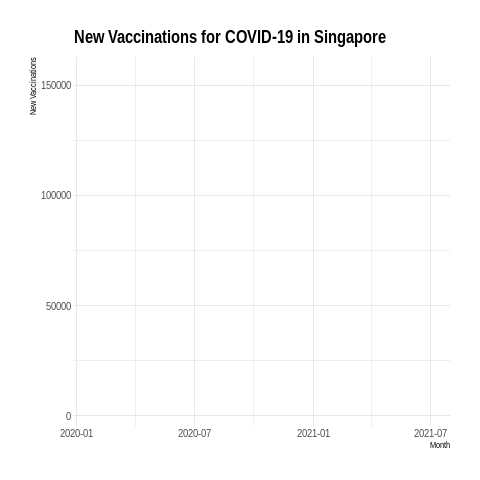 New Vaccinations for COVID-19 in Singapore
New Vaccinations
150000
100000
50000
0
2020-01 2020-07 2021-01 2021-07
Month